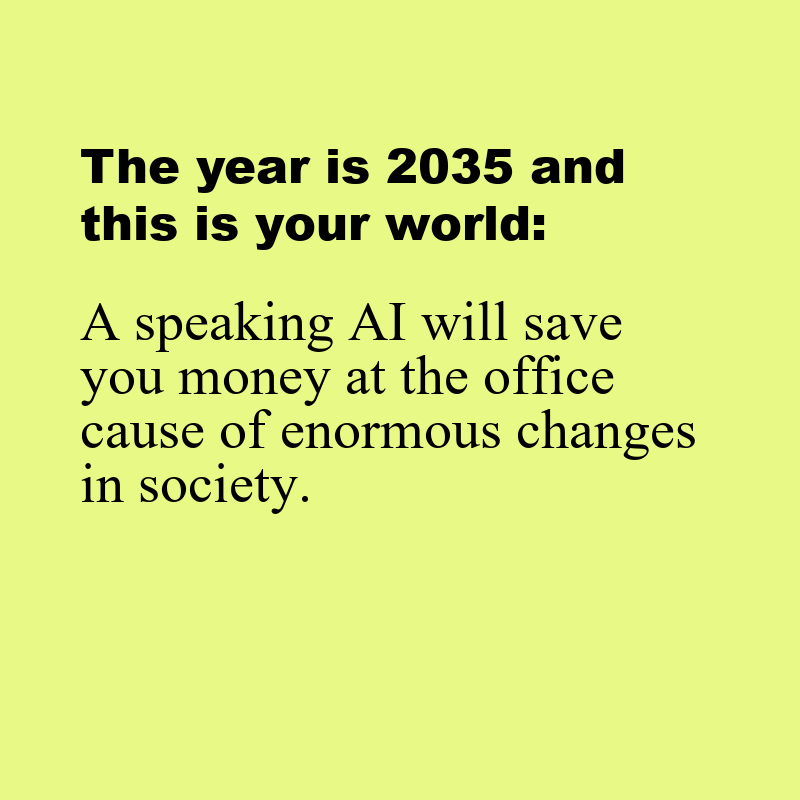 The year is 2035 and
this is your world:
A speaking AI will save
you money at the office
cause of enormous changes
in society.